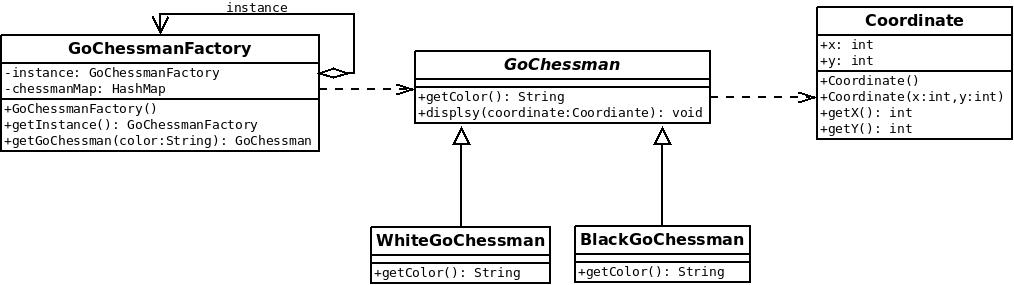 instance
GoChessmanFactory
-instance: GoChessmanFactory
-chessmanMap: HashMap
+GoChessmanFactory()
+getInstance(): GoChessmanFactory
+getGoChessman(color:String): GoChessman
GoChessman
+getColor(): String
+displsy(coordinate:Coordiante): void
Coordinate
+x: int
+y: int
+Coordinate()
+Coordinate(x:int,y:int)
+getX(): int
+getY(): int
WhiteGoChessman
+getColor(): String
BlackGoChessman
+getColor(): String